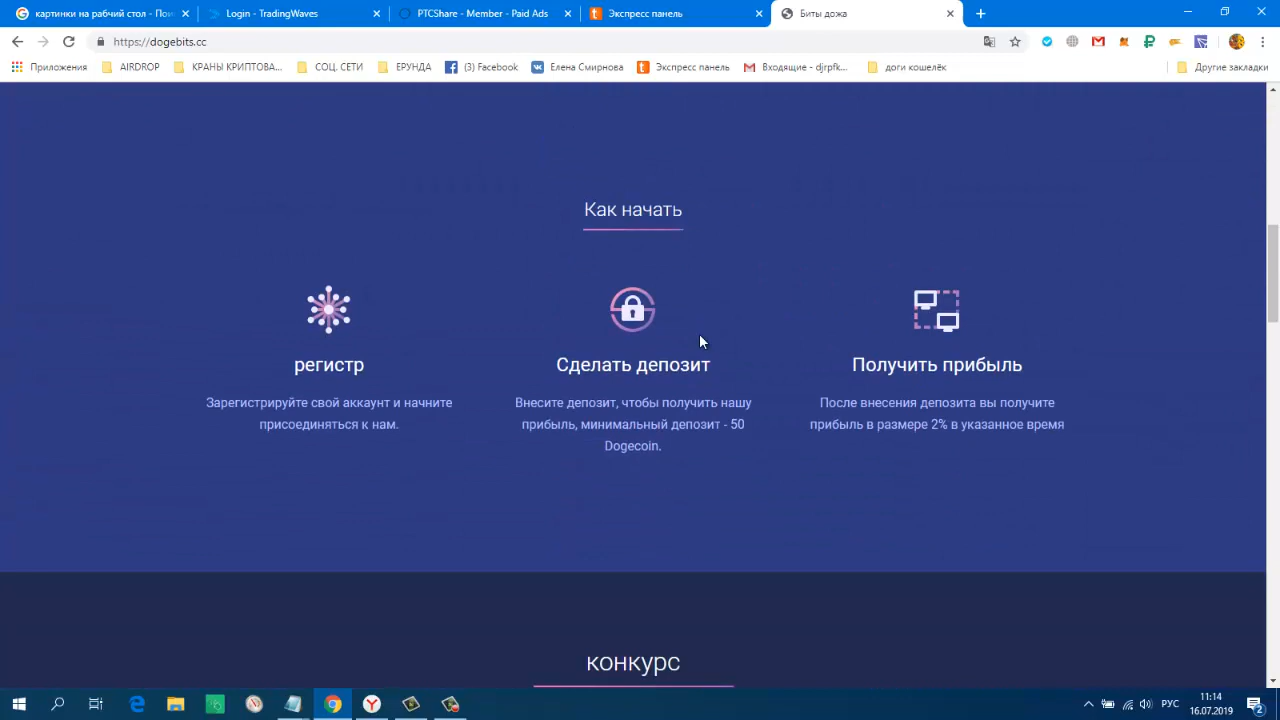 картинки на рабчий стол - Пои
Login - TradingWaves
PTCShare - Member - Paid Ads
Экспресс панель
Биты дожа
https://dogebits.cc
Приложения
AIRDROP
КРАНЫ КРИПТОВА...
СОЦ. СЕТИ
ЕРУНДА
(3) Facebook
Елена Смирнова
Экспресс панель
Входящие - djrpfk...
доги кошелёк
Другие закладки
Как начать
регистр
Зарегистрируйте свой аккаунт и начните
присоединяться к нам.
Сделать депозит
Внесите депозит, чтобы получить нашу
прибыль, минимальный депозит - 50
Dogecoin.
Получить прибыль
После внесения депозита вы получите
прибыль в размере 2% в указанное время
конкурс
РУС
11:14
16.07.2019
2